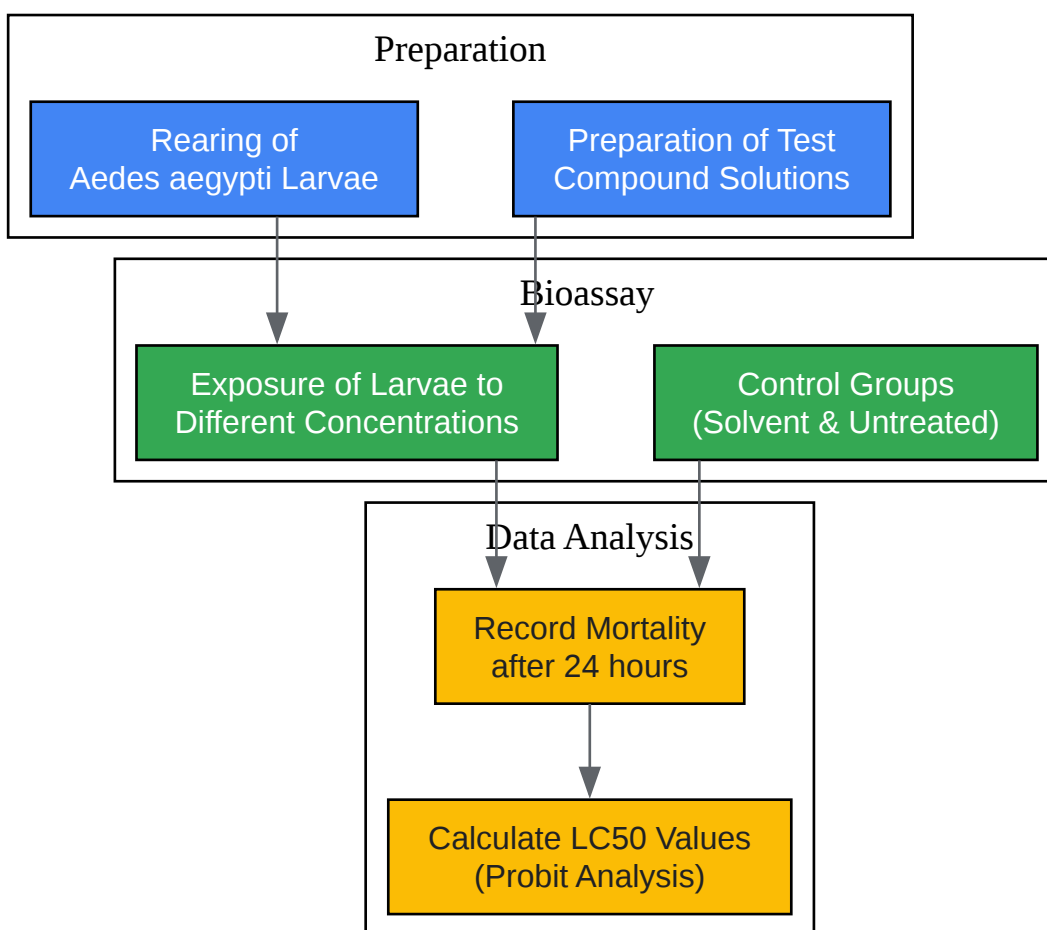 Preparation
Rearing of
Aedes aegypti Larvae
Preparation of Test
Compound Solutions
Bioassay
Exposure of Larvae to
Different Concentrations
Control Groups
(Solvent & Untreated)
Data Analysis
Record Mortality
after 24 hours
Calculate LC50 Values
(Probit Analysis)